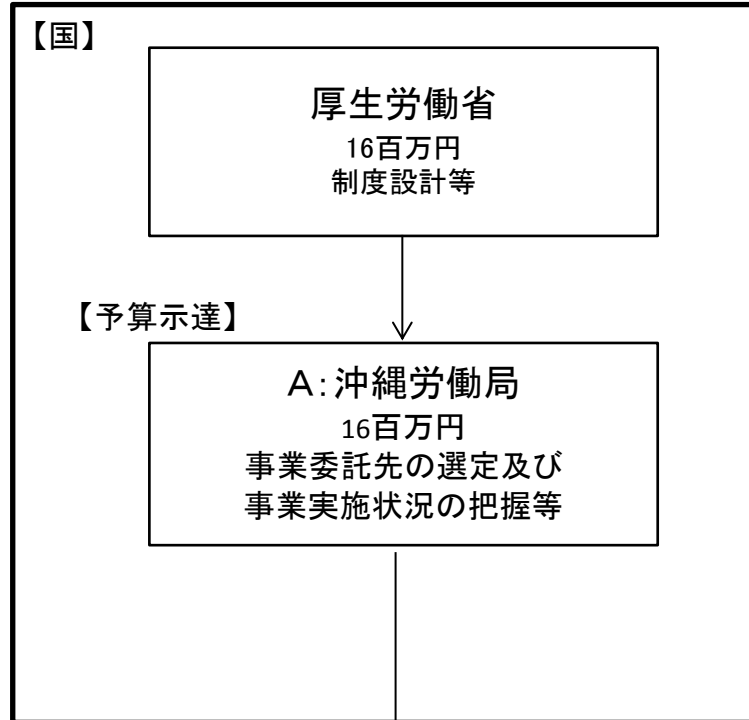 【国】
厚生労働省
16百万円
制度設計等
【予算示達】
A:沖縄労働局
16百万円
事業委託先の選定及び
事業実施状況の把握等